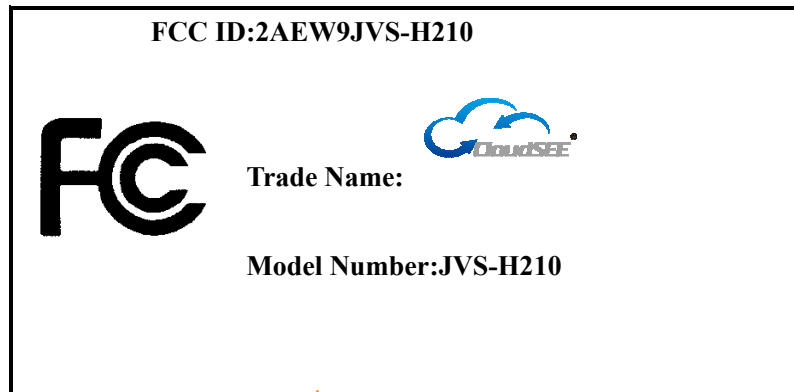 FCC ID:2AEW9JVS-H210
FC
CloudSEE
Trade Name:
Model Number:JVS-H210